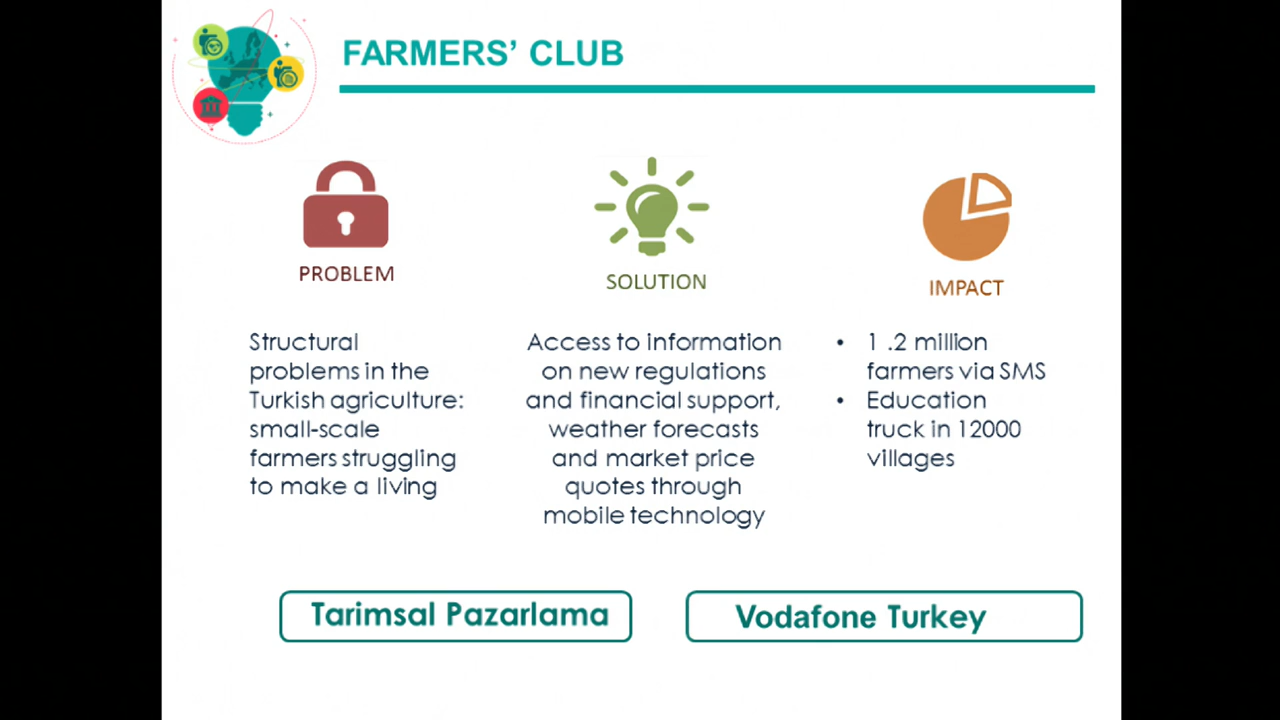 FARMERS’ CLUB
PROBLEM
Structural
problems in the
Turkish agriculture:
small-scale
farmers struggling
to make a living
SOLUTION
Access to information
on new regulations
and financial support,
weather forecasts
and market price
quotes through
mobile technology
IMPACT
• 1 .2 million
farmers via SMS
• Education
truck in 12000
villages
Tarimsal Pazarlama
Vodafone Turkey